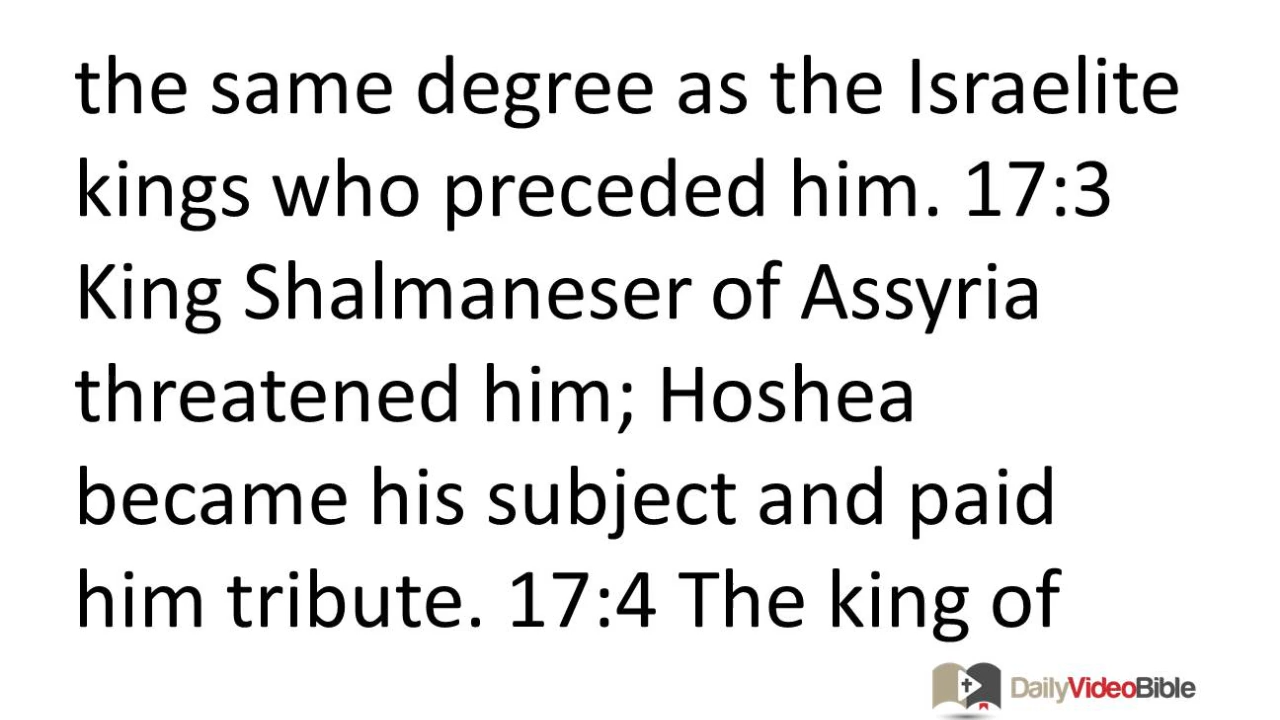 the same degree as the Israelite
kings who preceded him. 17:3
King Shalmaneser of Assyria
threatened him; Hoshea
became his subject and paid
him tribute. 17:4 The king of
DailyVideoBible